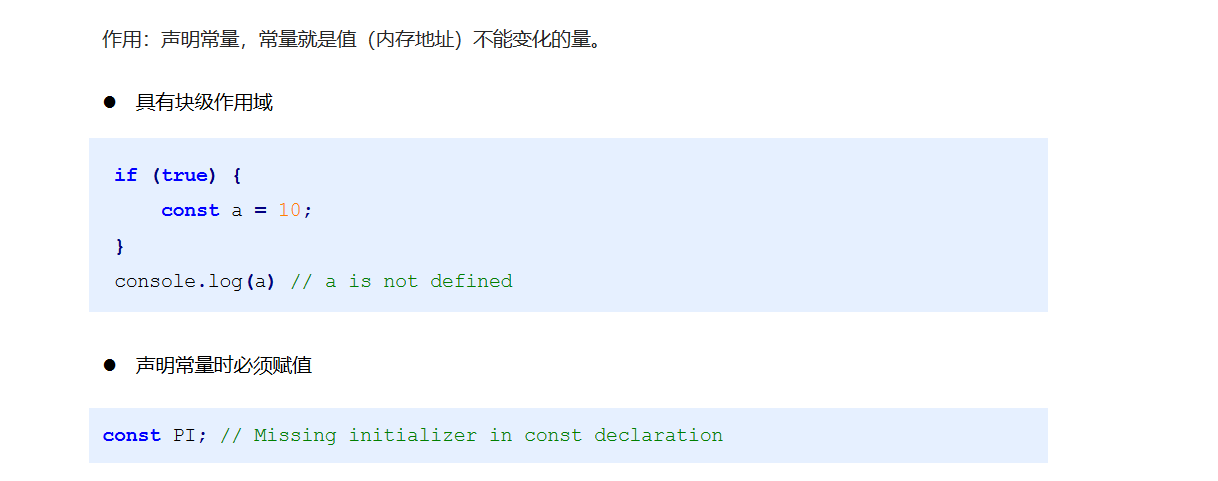 作用：声明常量，常量就是值（内存地址）不能变化的量。
● 具有块级作用域
if (true) {
    const a = 10;
}
console.log(a) // a is not defined
● 声明常量时必须赋值
const PI; // Missing initializer in const declaration